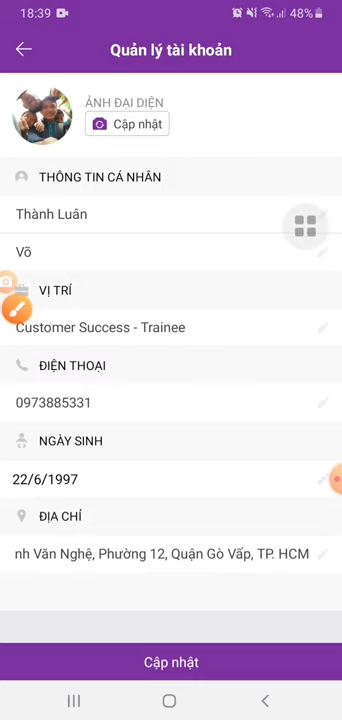 18:39
48%
Quản lý tài khoản
ẢNH ĐẠI DIỆN
Cập nhật
THÔNG TIN CÁ NHÂN
Thành Luân
Võ
VỊ TRÍ
Customer Success - Trainee
ĐIỆN THOẠI
0973885331
NGÀY SINH
22/6/1997
ĐỊA CHỈ
nh Văn Nghệ, Phường 12, Quận Gò Vấp, TP. HCM
Cập nhật